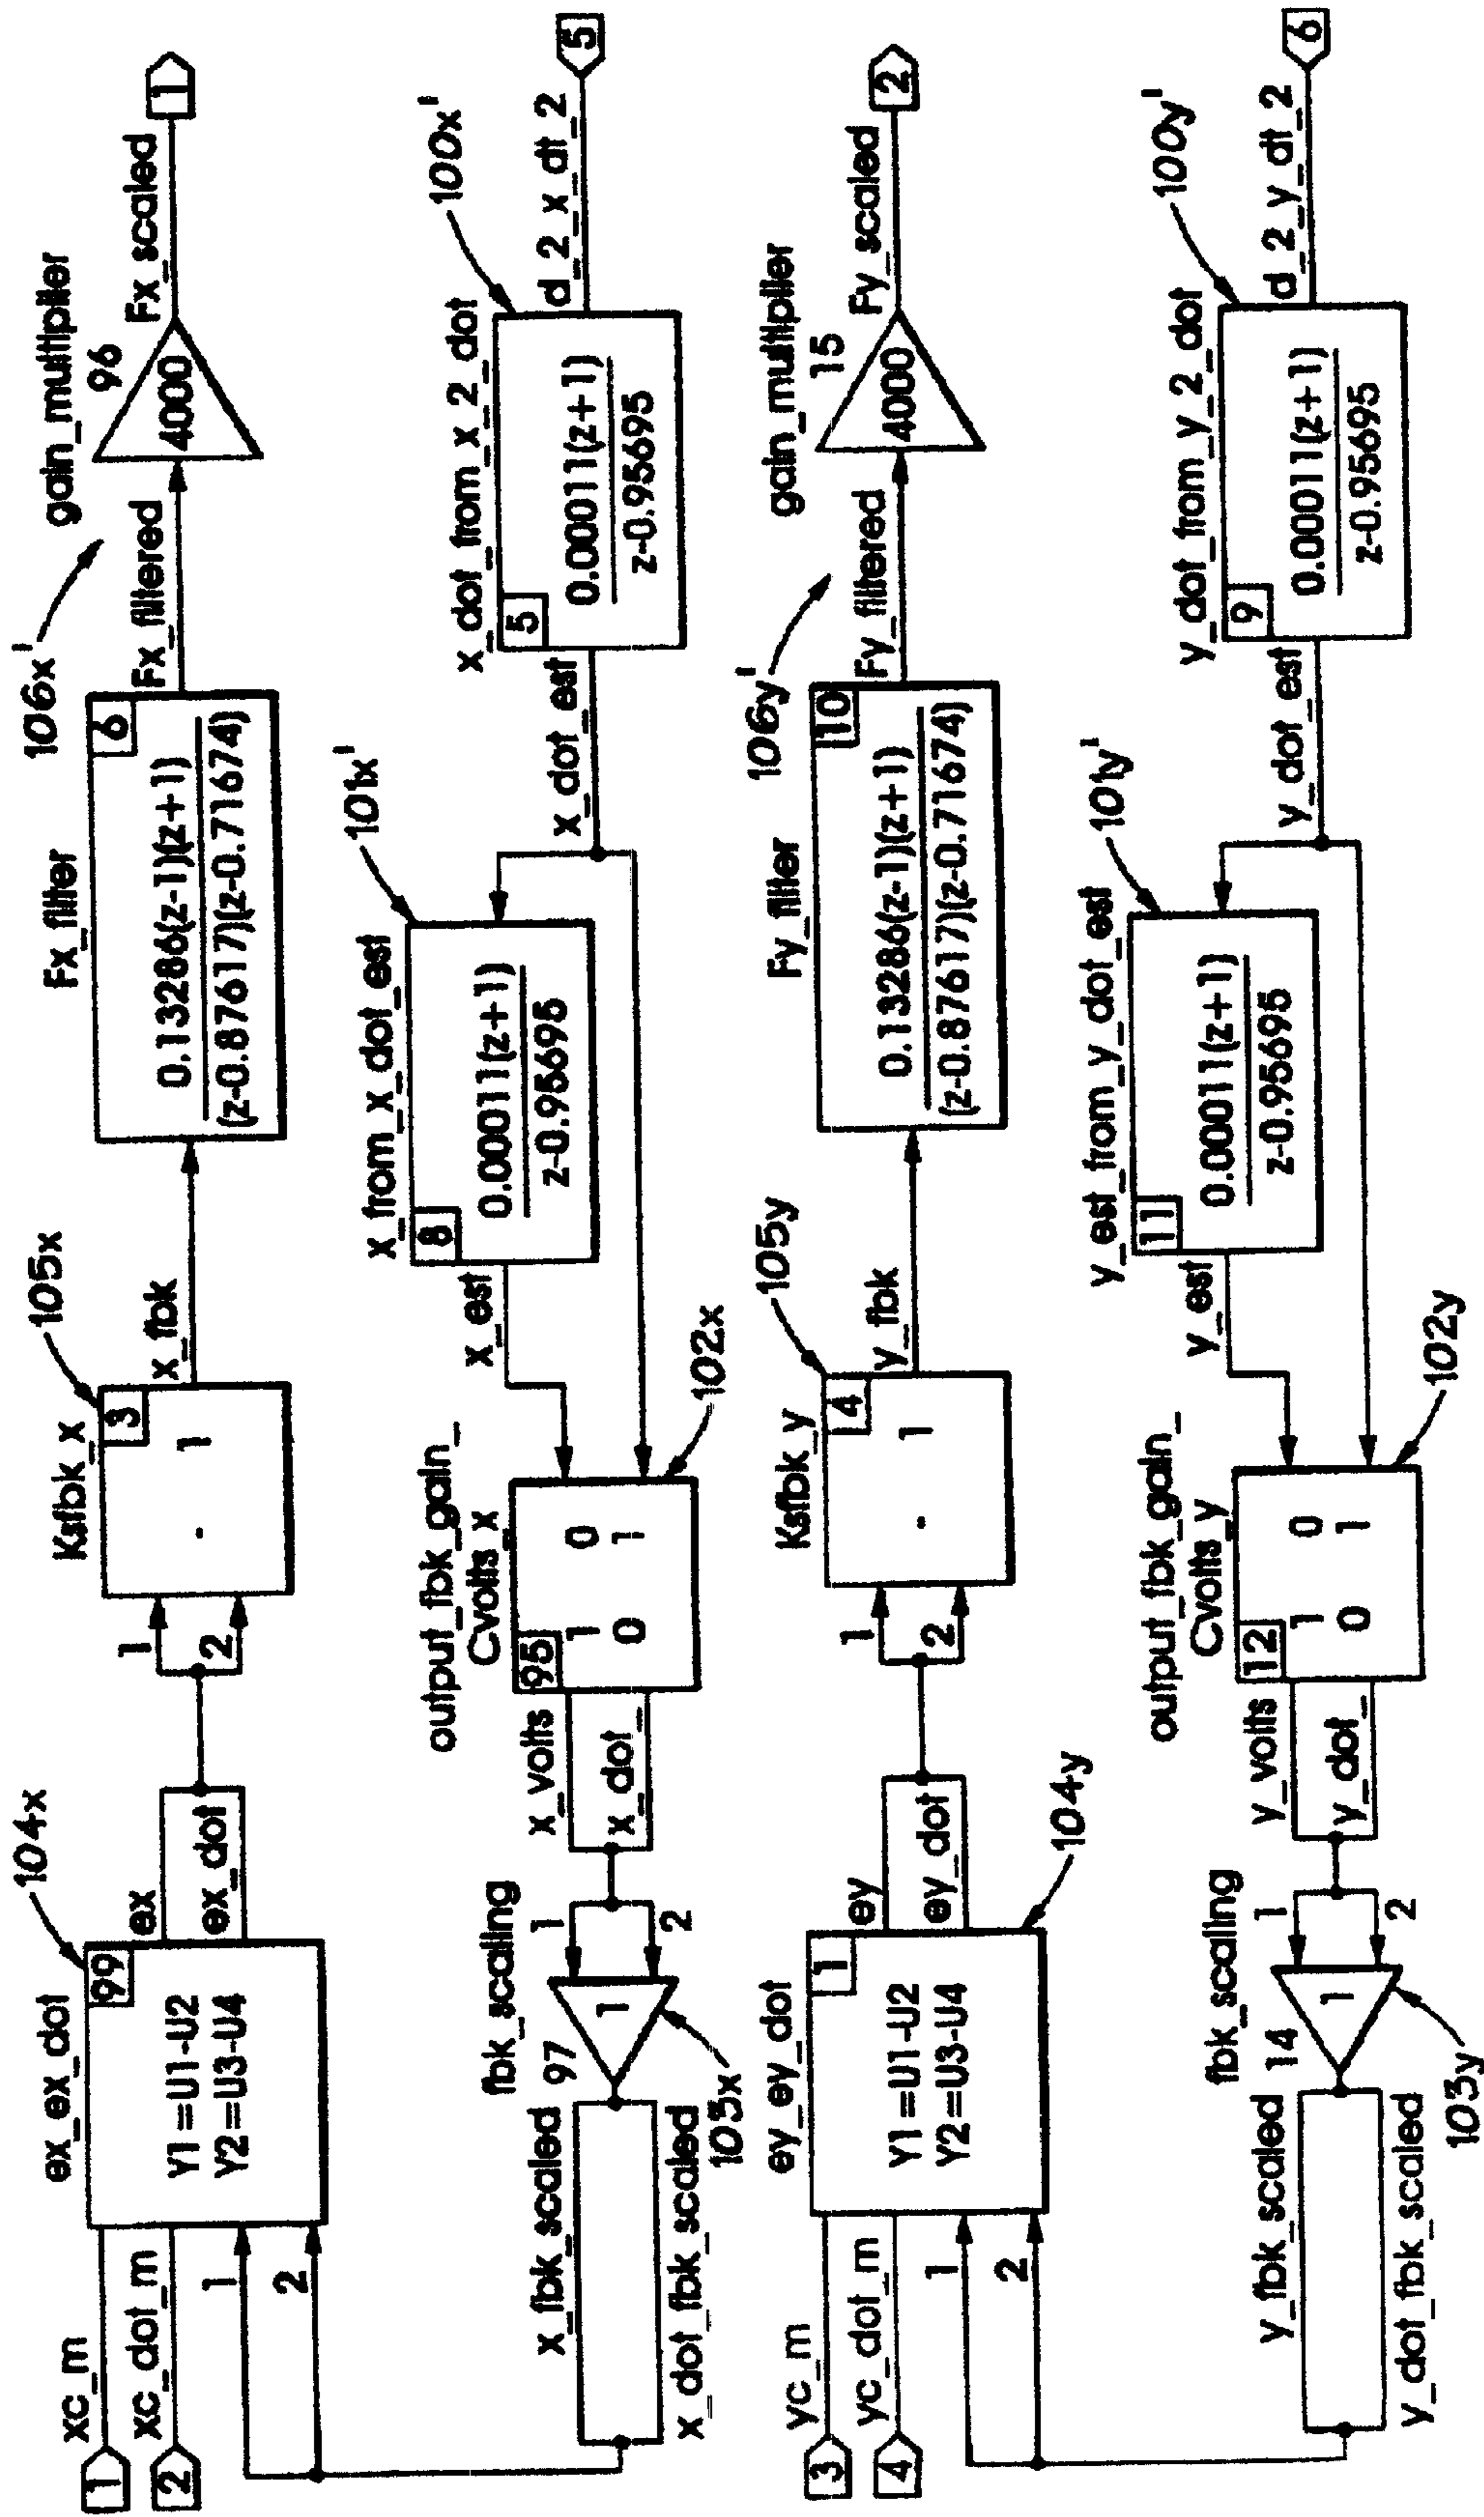 ex_ex_dot
104x
99
Y1=U1-U2
Y2=U3-U4
1
xc_m
2
xc_dot_m
1
2
ex
ex_dot
1
2
Ksfbk_x
105x
3
. 1
x_fbk
Fx_filter
106x'
6
0.13286(z-1)(z+1)
(z-0.87617)(z-0.71674)
Fx_filtered
gain_multiplier
96
4000
Fx_scaled
1
x_fbk_scaled
x_dot_fbk_scaled
fbk_scaling
97
1
103x
1
2
x_volts
x_dot_
output_fbk_gain_
Cvolts_x
95
1 0
0 1
102x
x_est
x_from_x_dot_est
101x'
8
0.00011(z+1)
z-0.95695
x_dot_est
x_dot_from_x_2_dot
100x'
5
0.00011(z+1)
z-0.95695
d_2_x_dt_2
5
ey_ey_dot
104y
1
Y1=U1-U2
Y2=U3-U4
3
yc_m
4
yc_dot_m
1
2
ey
ey_dot
1
2
Ksfbk_y
105y
4
. 1
y_fbk
Fy_filter
106y'
10
0.13286(z-1)(z+1)
(z-0.87617)(z-0.71674)
Fy_filtered
gain_multiplier
15
4000
Fy_scaled
2
y_fbk_scaled
y_dot_fbk_scaled
fbk_scaling
14
1
103y
1
2
y_volts
y_dot_
output_fbk_gain_
Cvolts_y
12
1 0
0 1
102y
y_est
y_est_from_y_dot_est
101y'
11
0.00011(z+1)
z-0.95695
y_dot_est
y_dot_from_y_2_dot
100y'
9
0.0011(z+1)
z-0.95695
d_2_y_dt_2
6